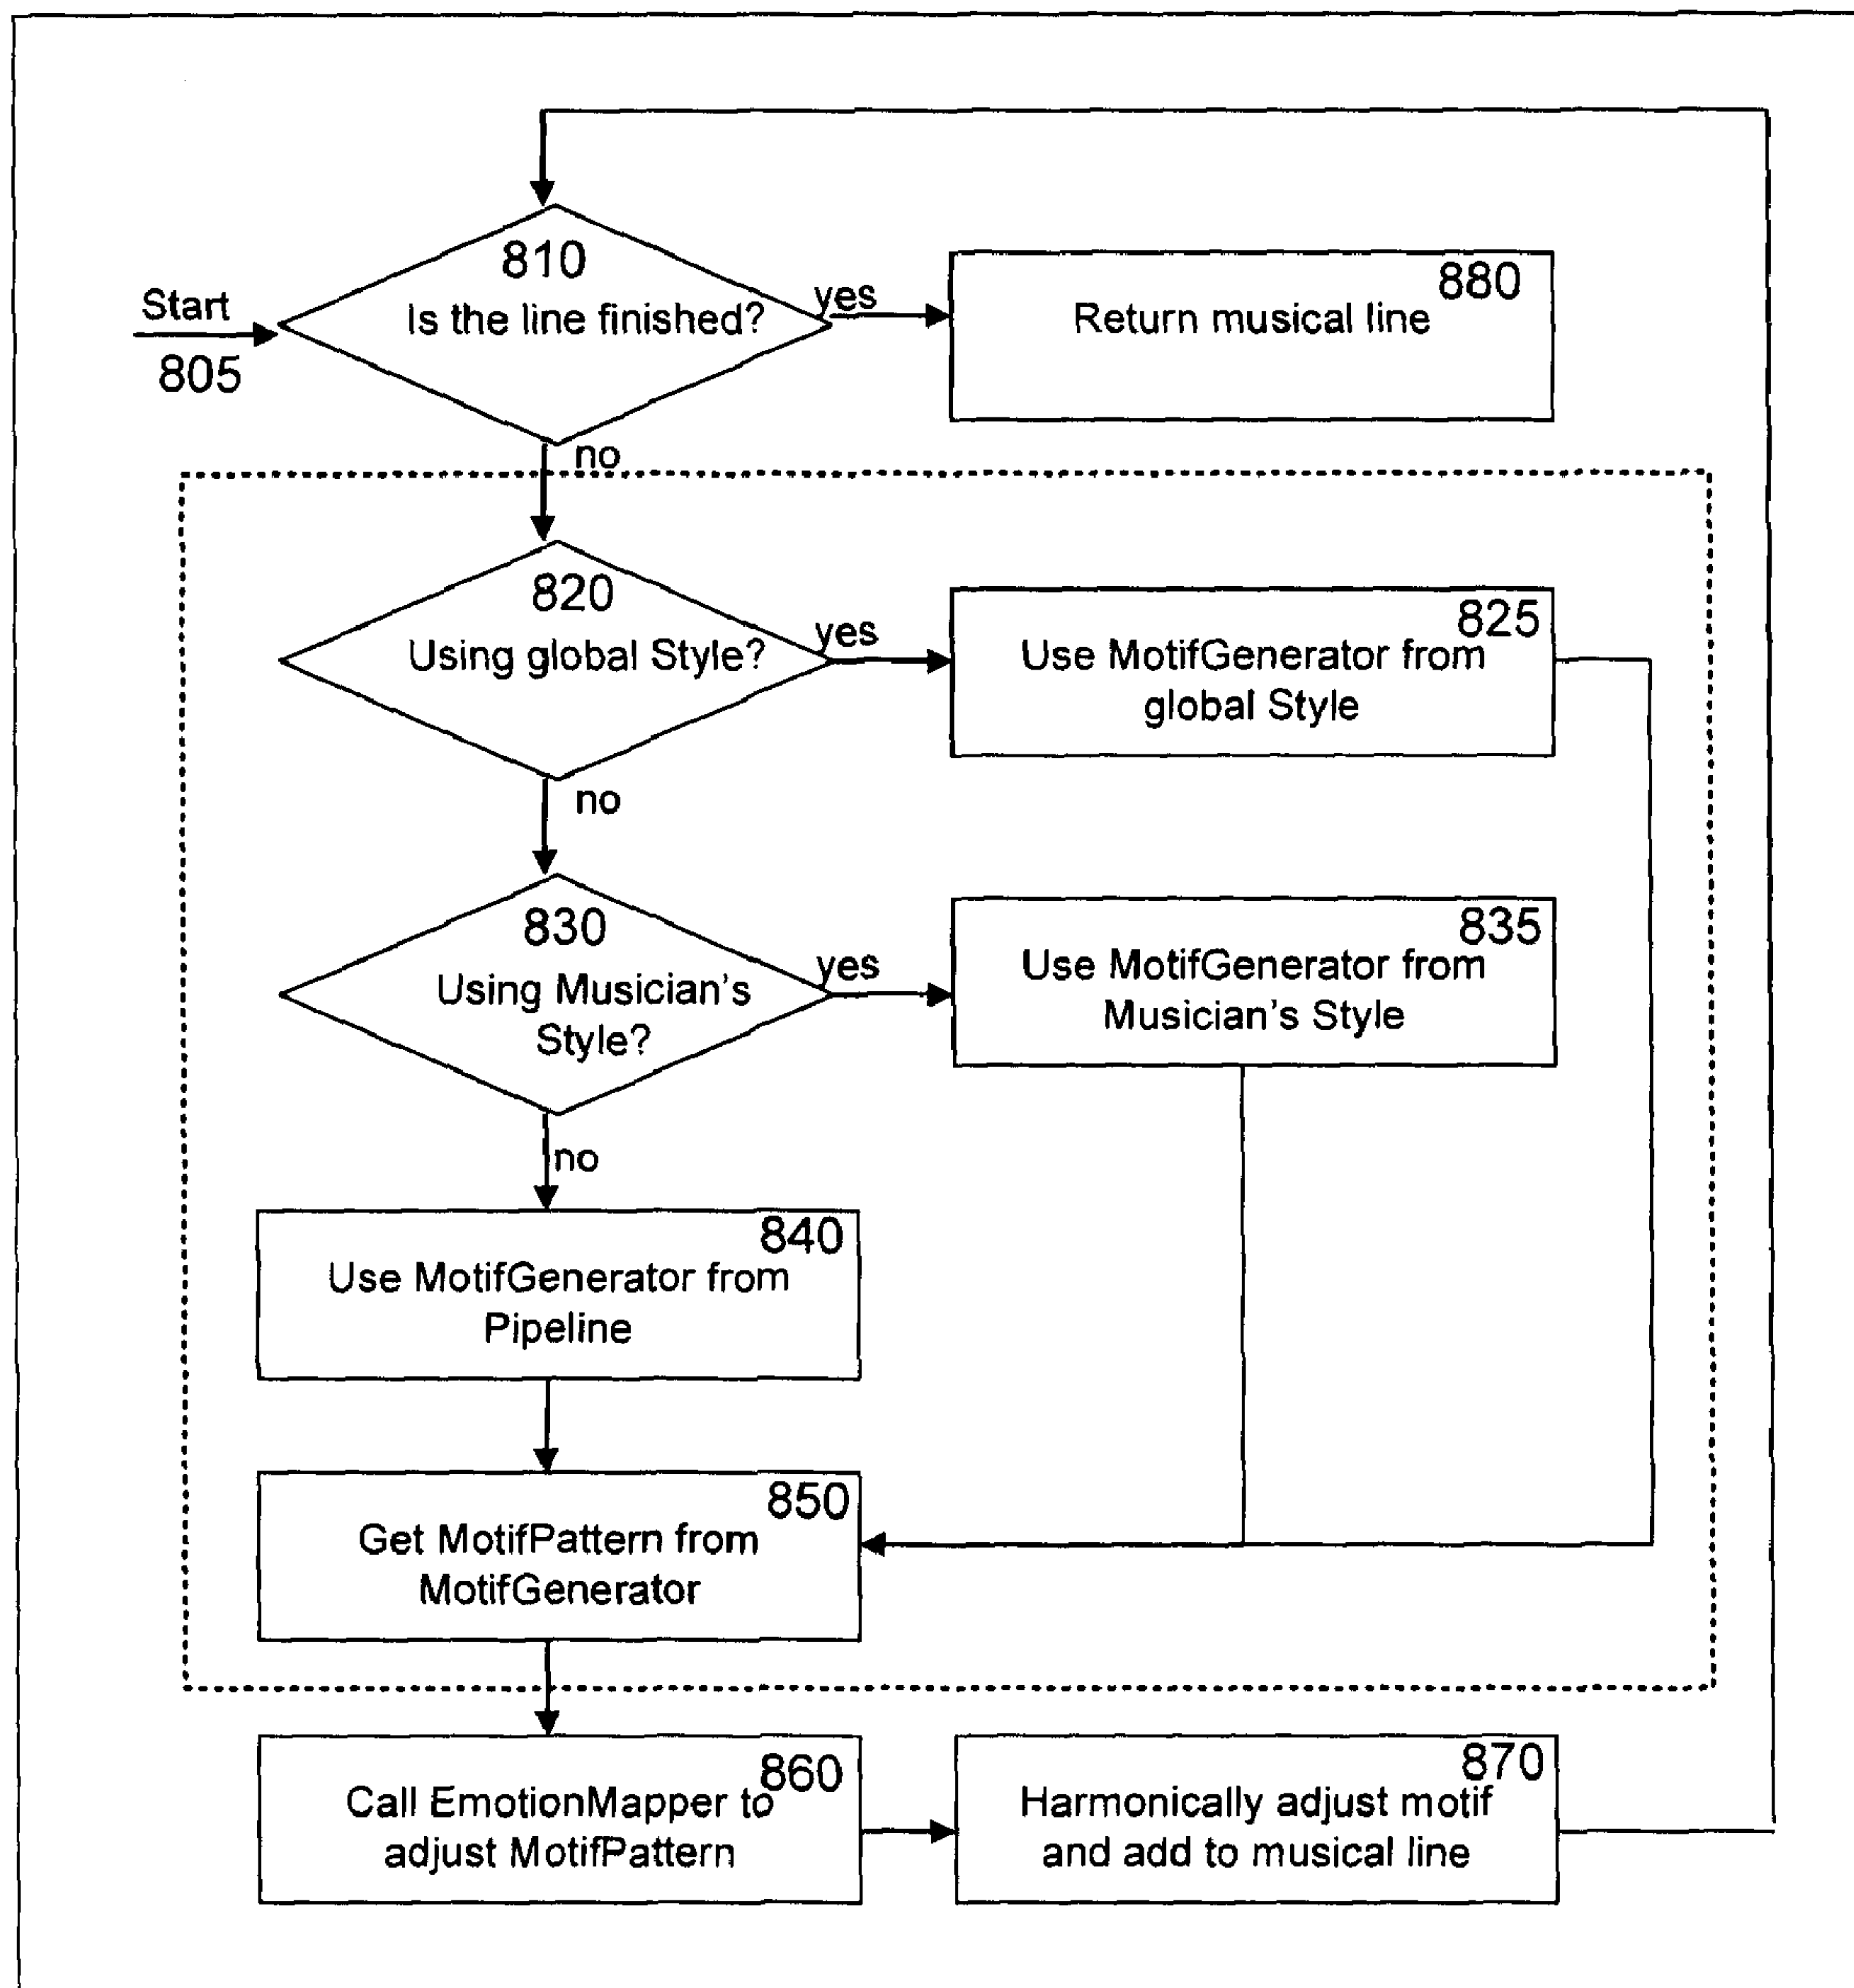 810
Is the line finished?
Start
805
yes
880
Return musical line
no
820
Using global Style?
yes
825
Use MotifGenerator from
global Style
no
830
Using Musician's
Style?
yes
835
Use MotifGenerator from
Musician's Style
no
840
Use MotifGenerator from
Pipeline
850
Get MotifPattern from
MotifGenerator
860
Call EmotionMapper to
adjust MotifPattern
870
Harmonically adjust motif
and add to musical line